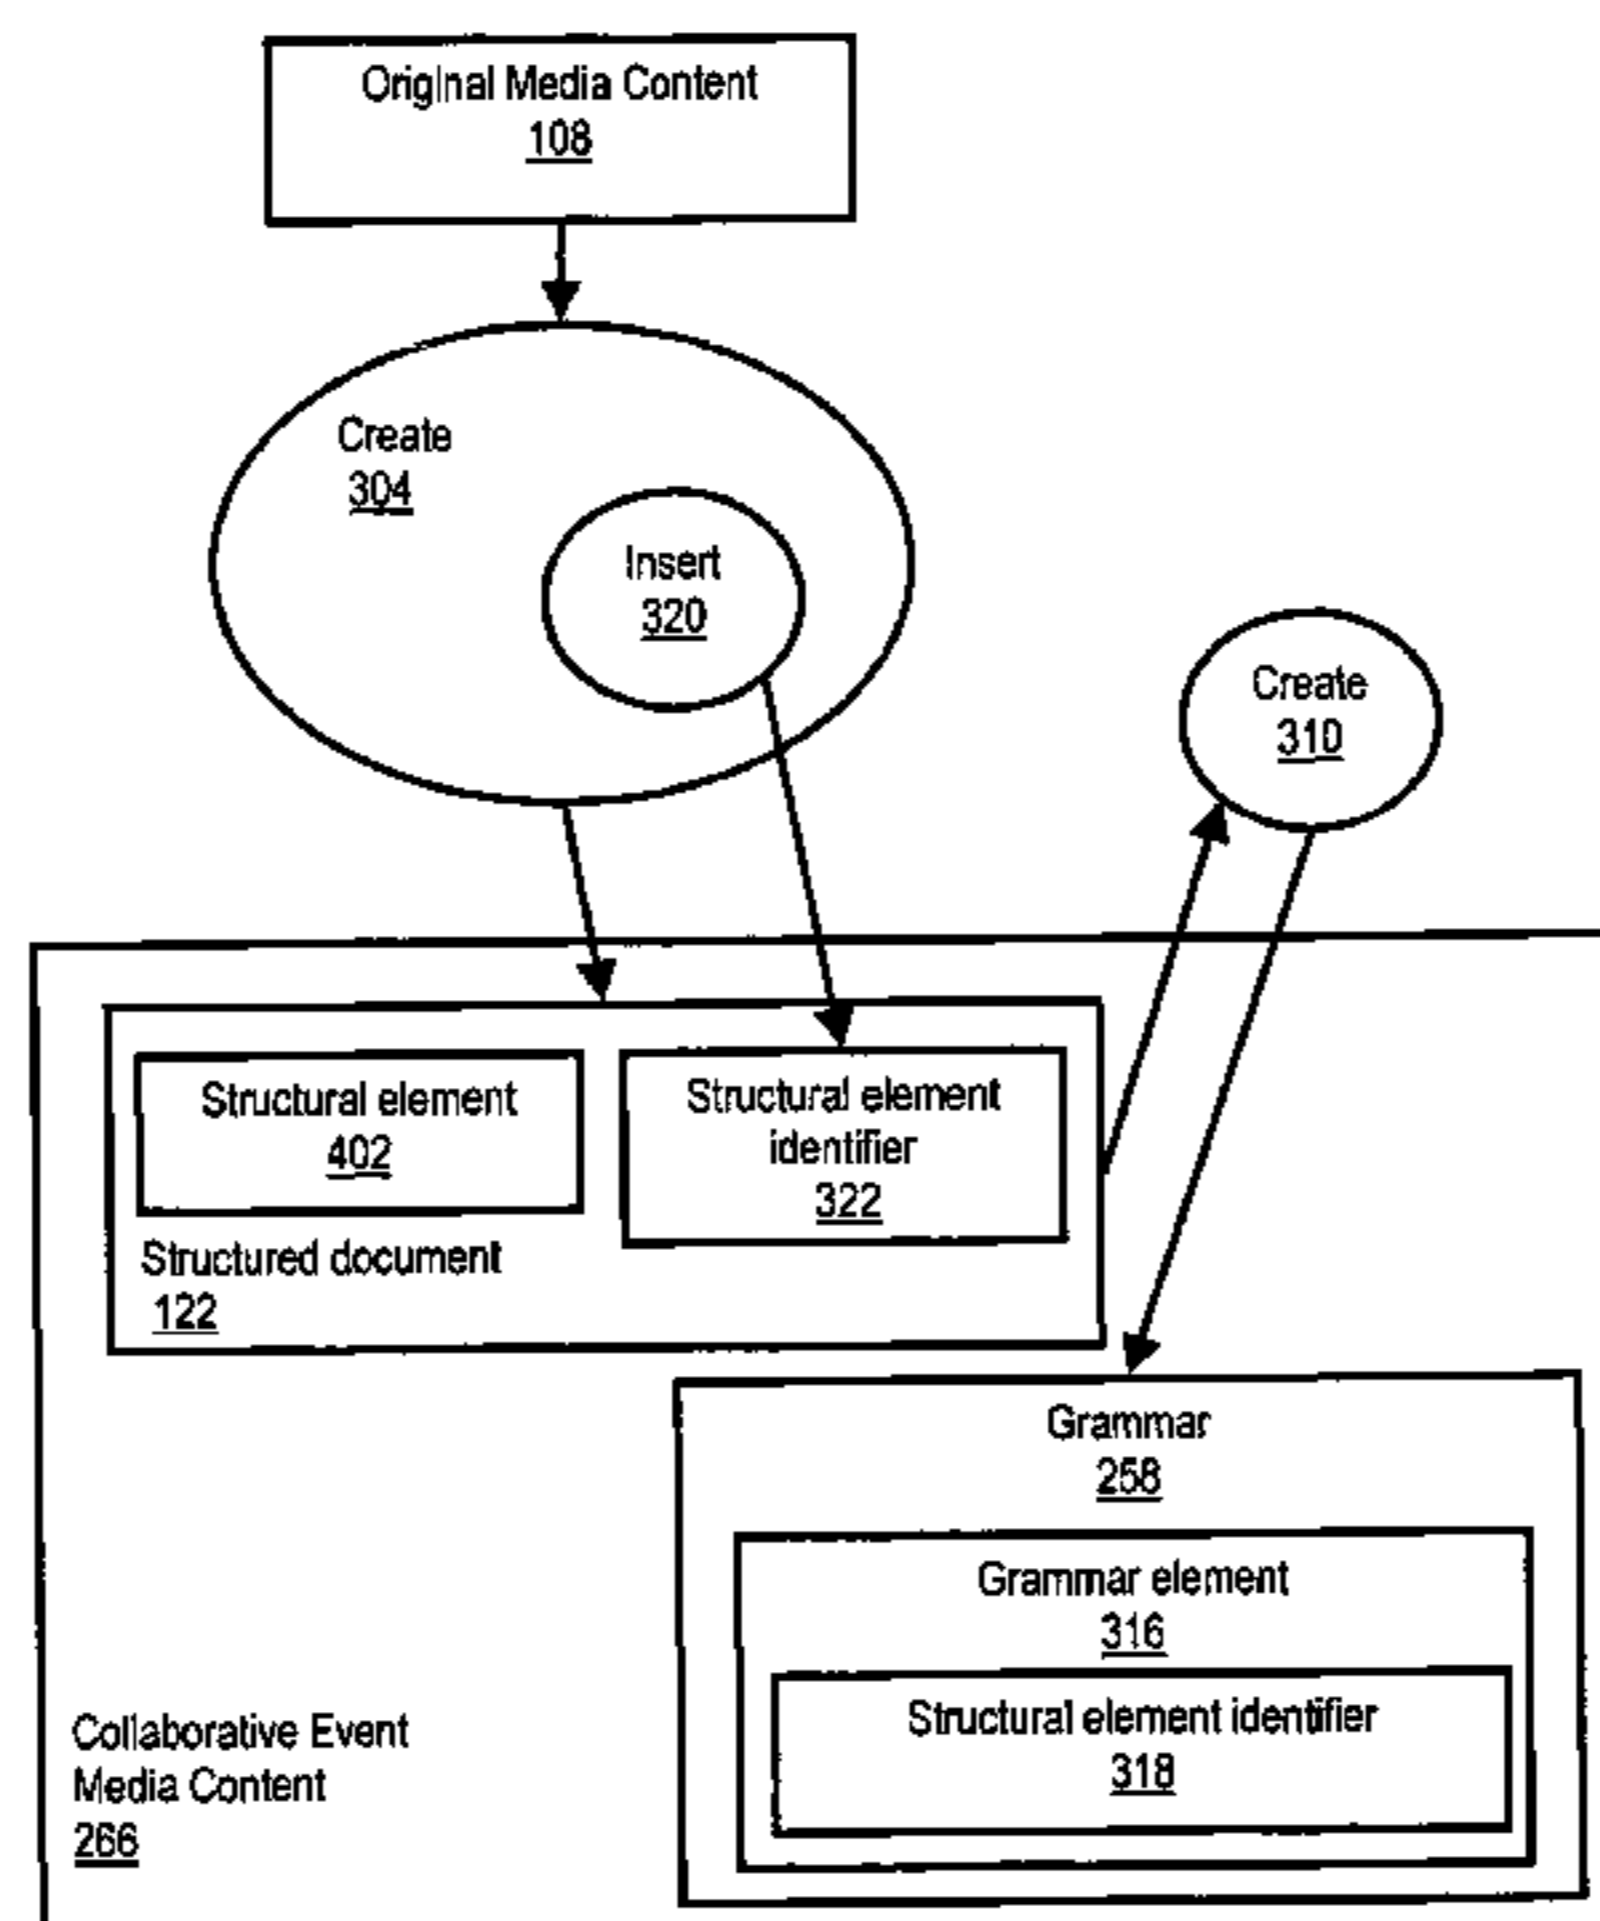 Original Media Content
108
Create
304
Insert
320
Create
310
Structural element
402
Structural element
identifier
322
Structured document
122
Grammar
258
Grammar element
316
Structural element identifier
318
Collaborative Event
Media Content
266